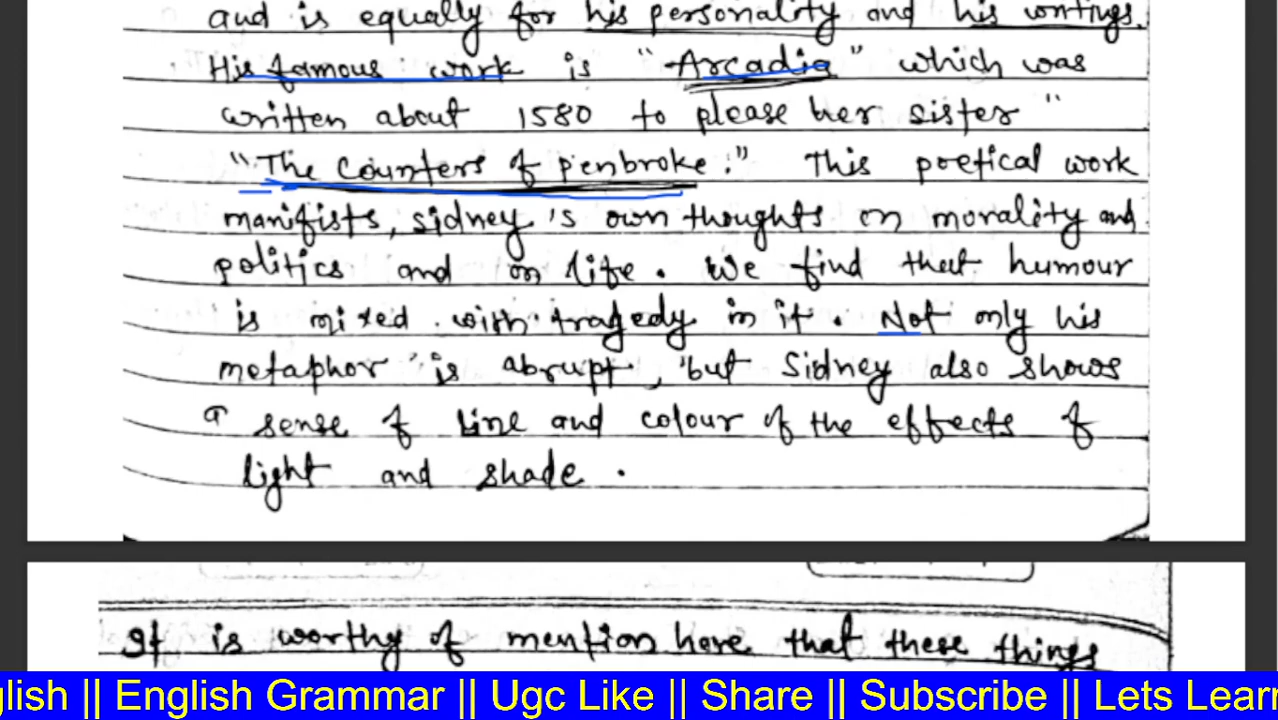 and is equally for his personality and his writings.
His famous work is "Arcadia" which was
written about 1580 to please her sister "
"The Counters of penbroke." This poetical work
manifists, sidney's own thoughts on morality and
politics and on life. We find that humour
is mixed with tragedy in it. Not only his
metaphor is abrupt, but Sidney also shows
a sense of line and colour of the effects of
light and shade.
It is worthy of mention here that these things
glish || English Grammar || Ugc Like || Share || Subscribe || Lets Learn